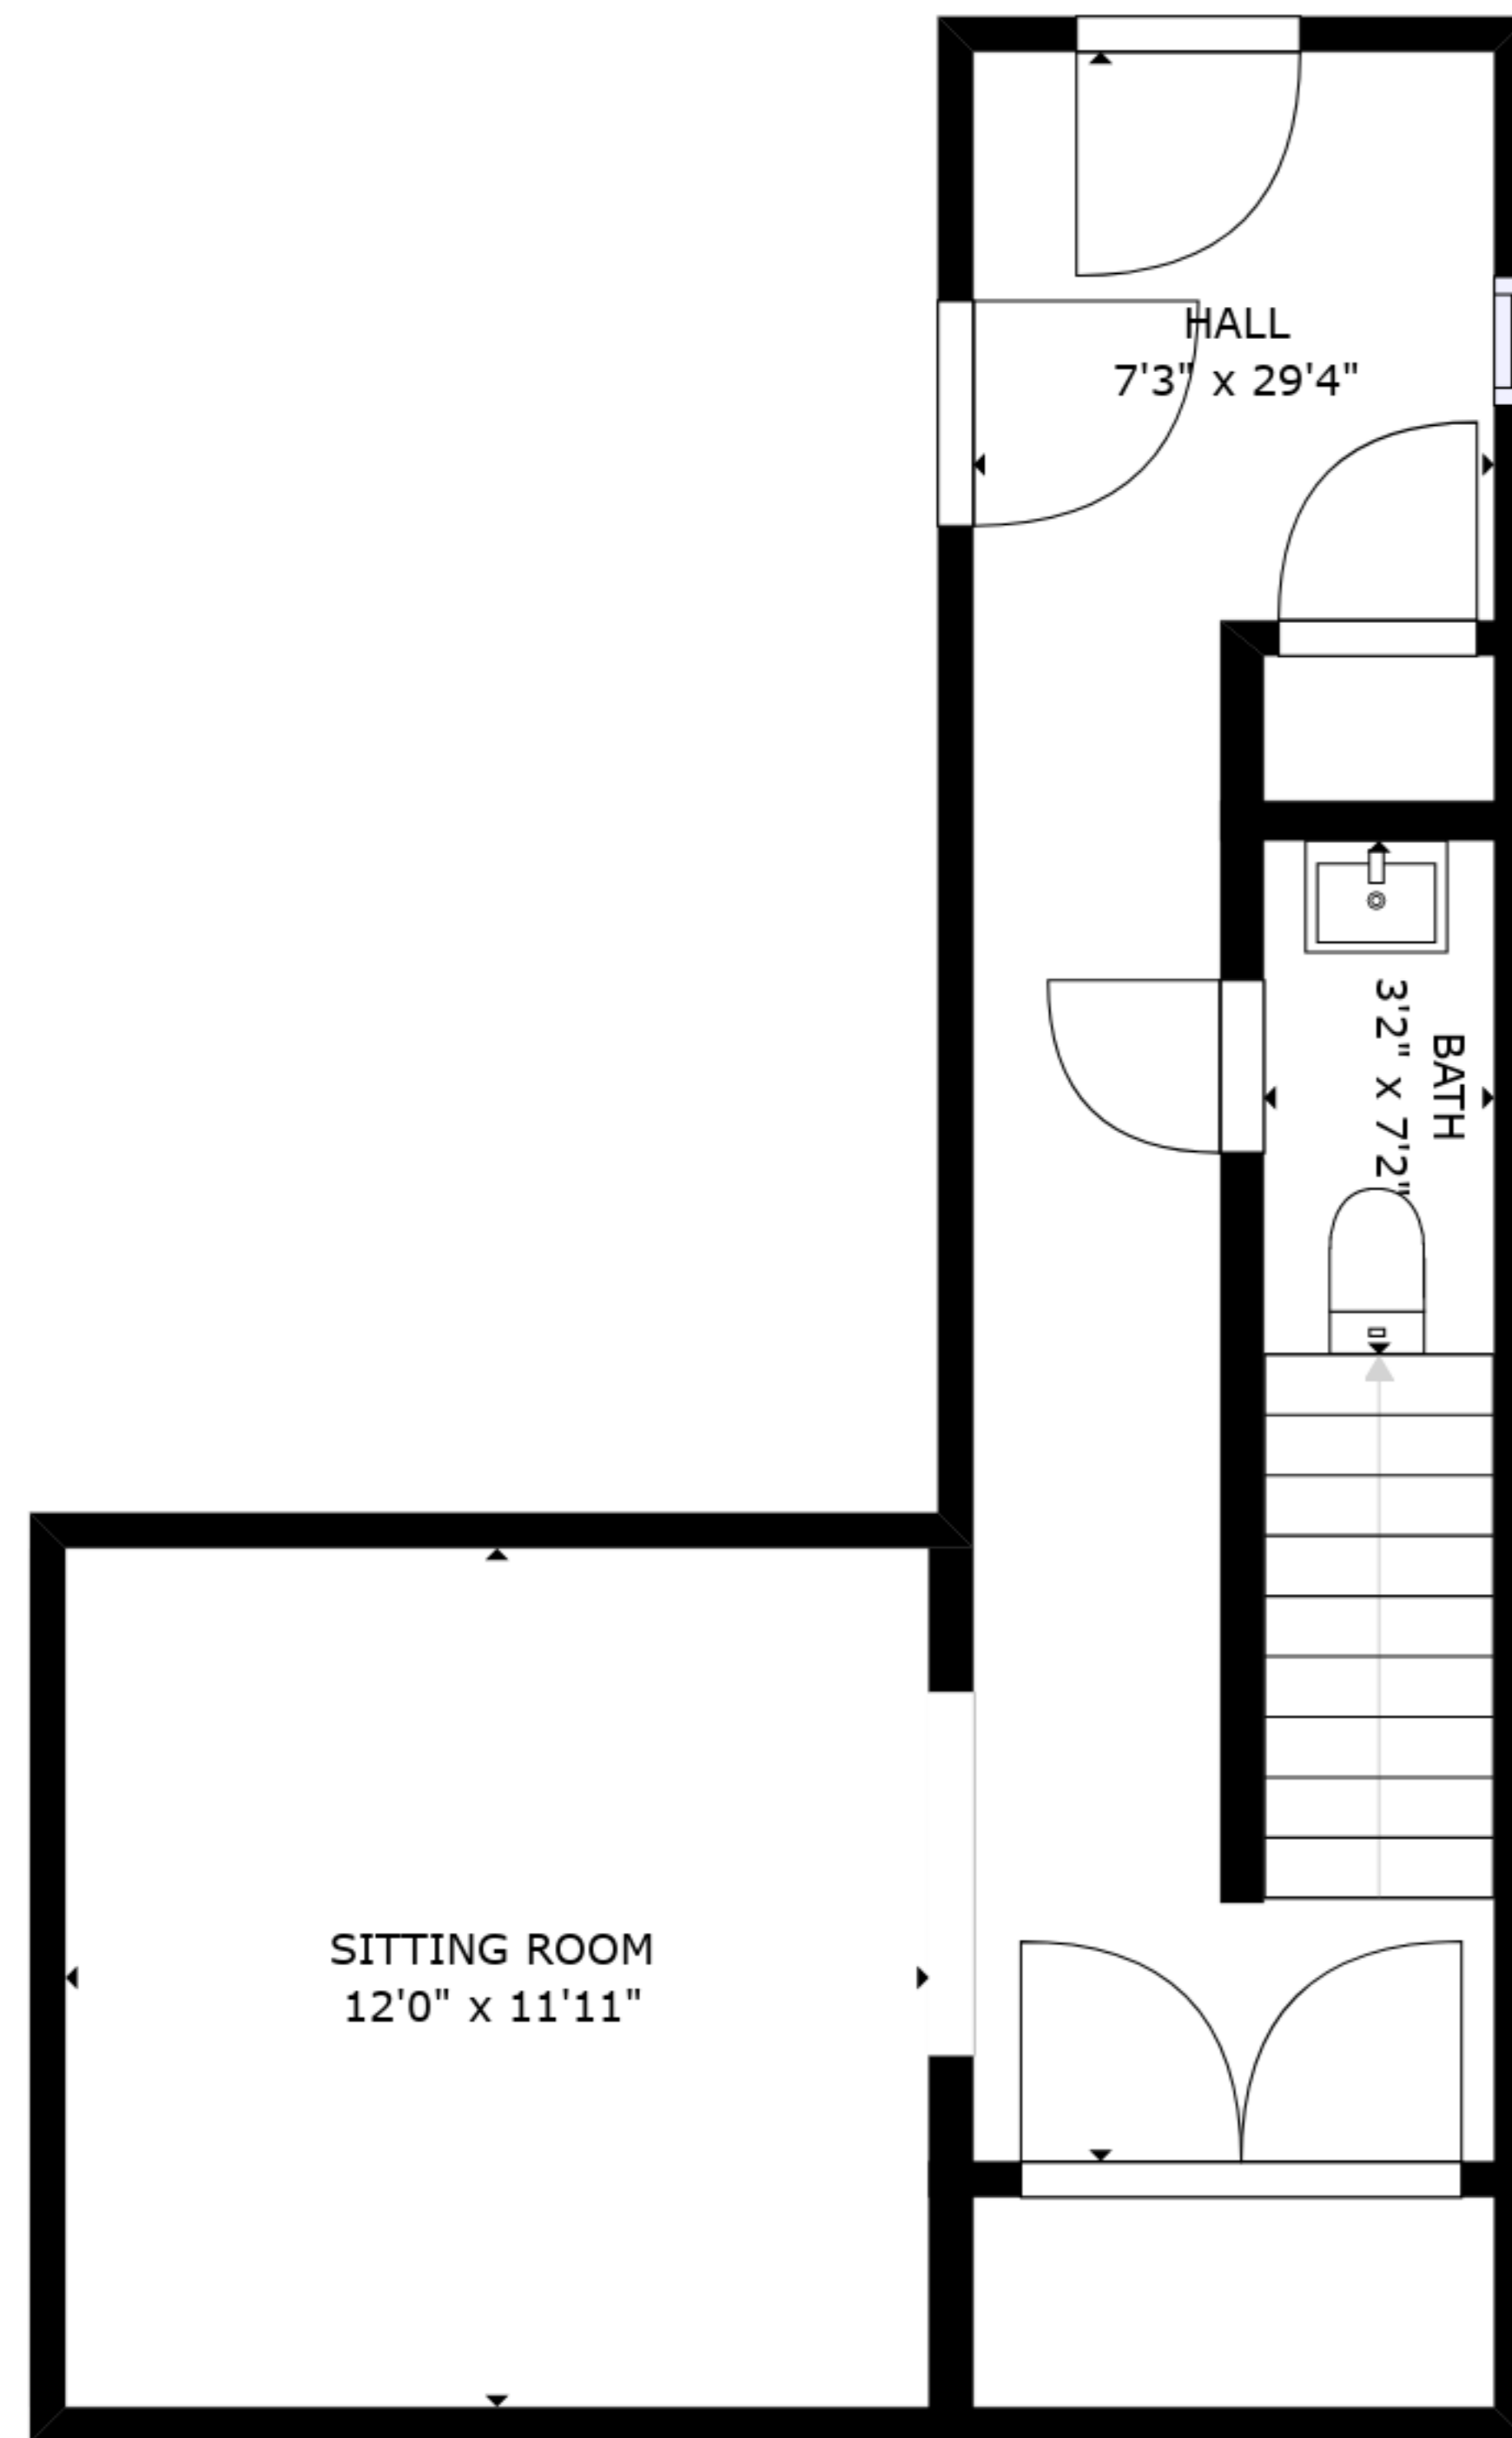 HALL
7'3" x 29'4"
BATH
3'2" x 7'2"
SITTING ROOM
12'0" x 11'11"